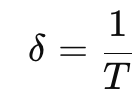 δ = 1/T